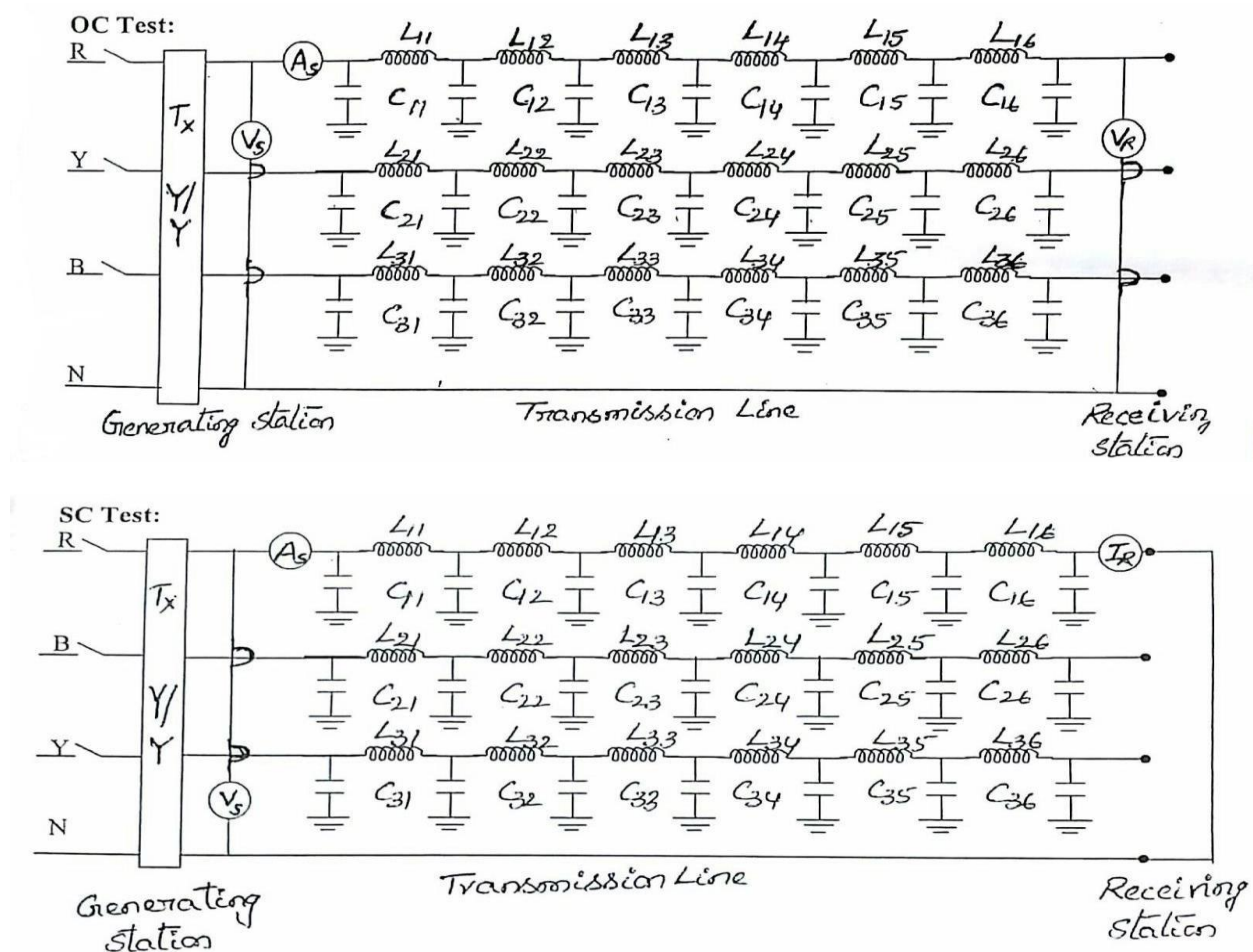 OC Test:
R
Tx
Y/
Y
Vs
As
L11 L12 L13 L14 L15 L16
C11 C12 C13 C14 C15 C16
VR
Y
L21 L22 L23 L24 L25 L26
C21 C22 C23 C24 C25 C26
B
L31 L32 L33 L34 L35 L36
C31 C32 C33 C34 C35 C36
N
Generating station
Transmission Line
Receiving
station
SC Test:
R
Tx
Y/
Y
As
L11 L12 L13 L14 L15 L16
IR
C11 C12 C13 C14 C15 C16
B
L21 L22 L23 L24 L25 L26
C21 C22 C23 C24 C25 C26
Y
L31 L32 L33 L34 L35 L36
C31 C32 C33 C34 C35 C36
Vs
N
Generating
station
Transmission Line
Receiving
station